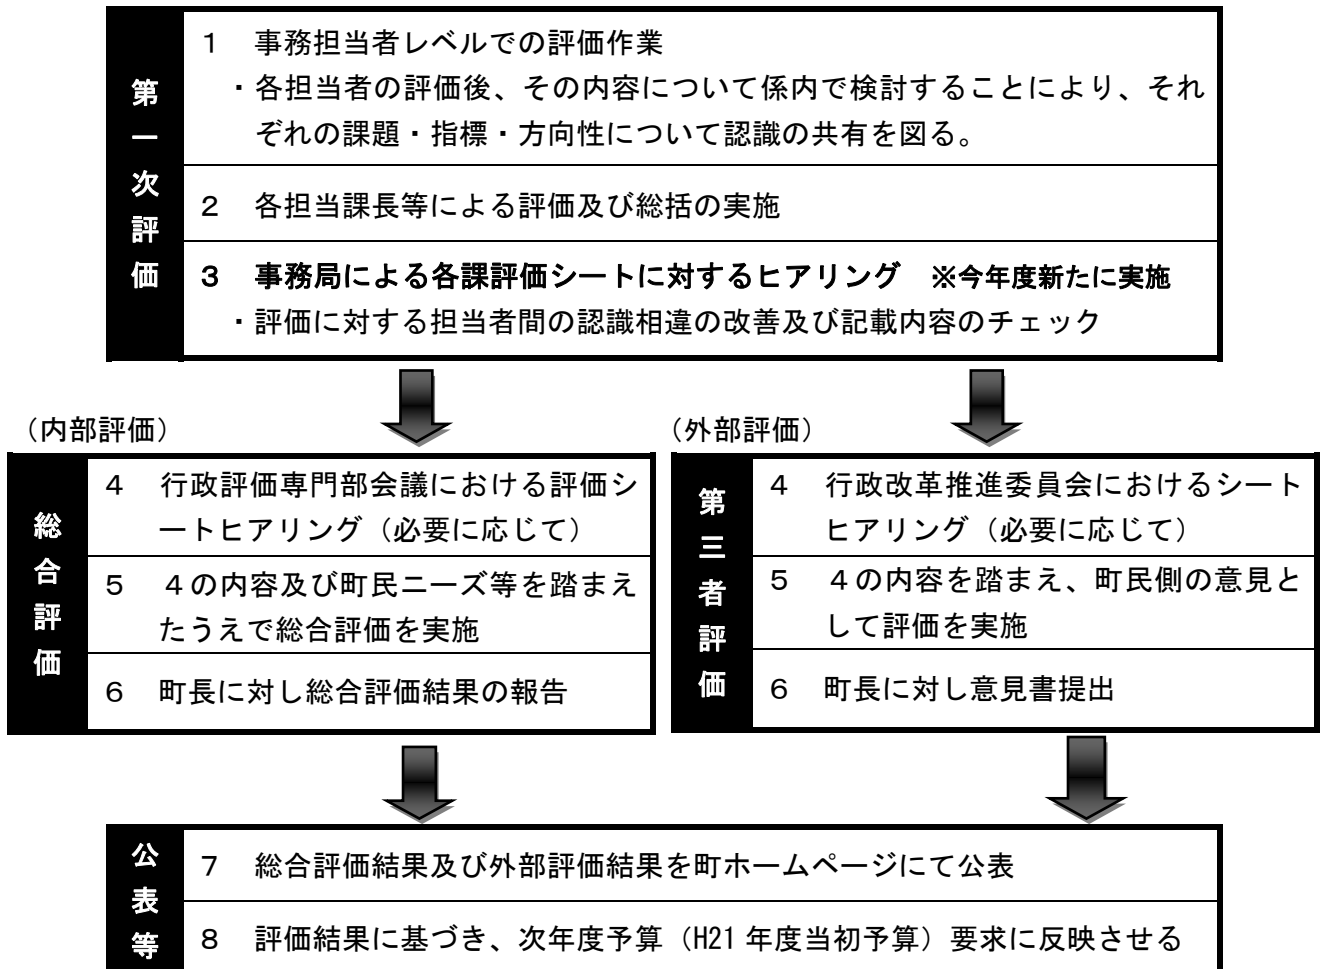 第一次評価
１　事務担当者レベルでの評価作業
・各担当者の評価後、その内容について係内で検討することにより、それ
ぞれの課題・指標・方向性について認識の共有を図る。
２　各担当課長等による評価及び総括の実施
３　事務局による各課評価シートに対するヒアリング　※今年度新たに実施
・評価に対する担当者間の認識相違の改善及び記載内容のチェック
（内部評価）
総合評価
４　行政評価専門部会議における評価シ
ートヒアリング（必要に応じて）
５　４の内容及び町民ニーズ等を踏まえ
たうえで総合評価を実施
６　町長に対し総合評価結果の報告
（外部評価）
第三者評価
４　行政改革推進委員会におけるシート
ヒアリング（必要に応じて）
５　４の内容を踏まえ、町民側の意見と
して評価を実施
６　町長に対し意見書提出
公表等
７　総合評価結果及び外部評価結果を町ホームページにて公表
８　評価結果に基づき、次年度予算（H21年度当初予算）要求に反映させる